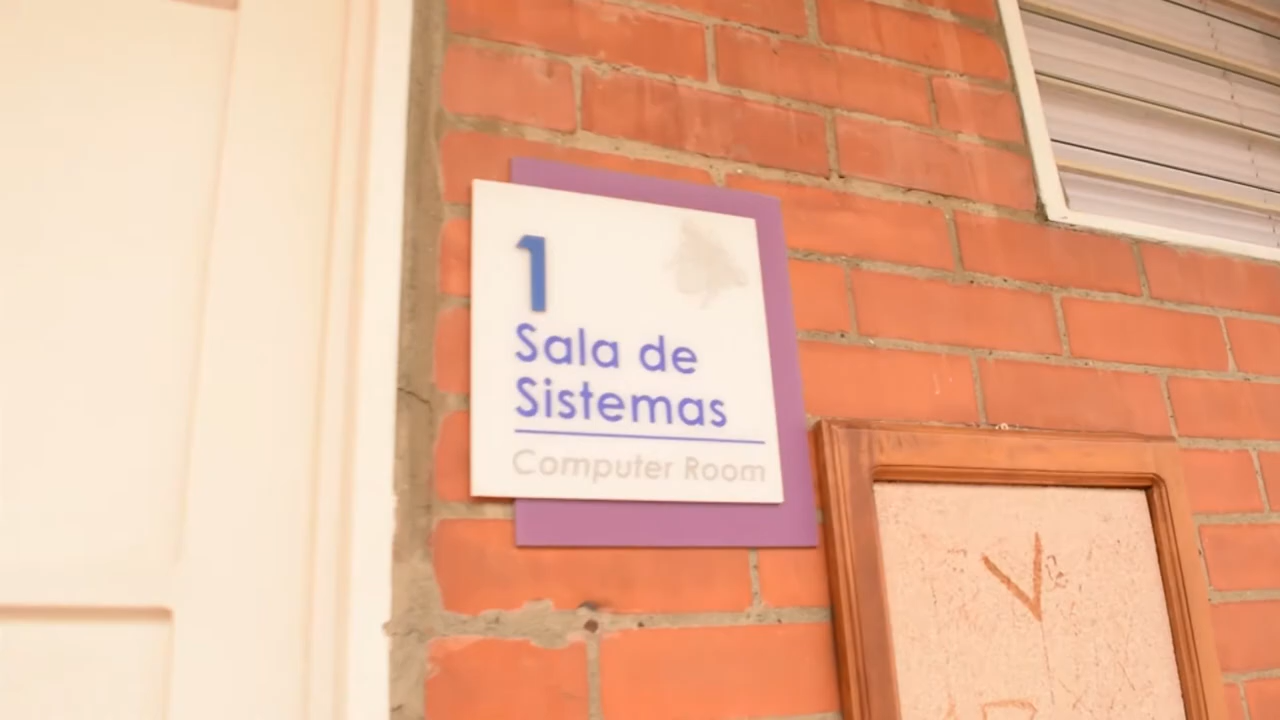 1
Sala de
Sistemas
Computer Room
V